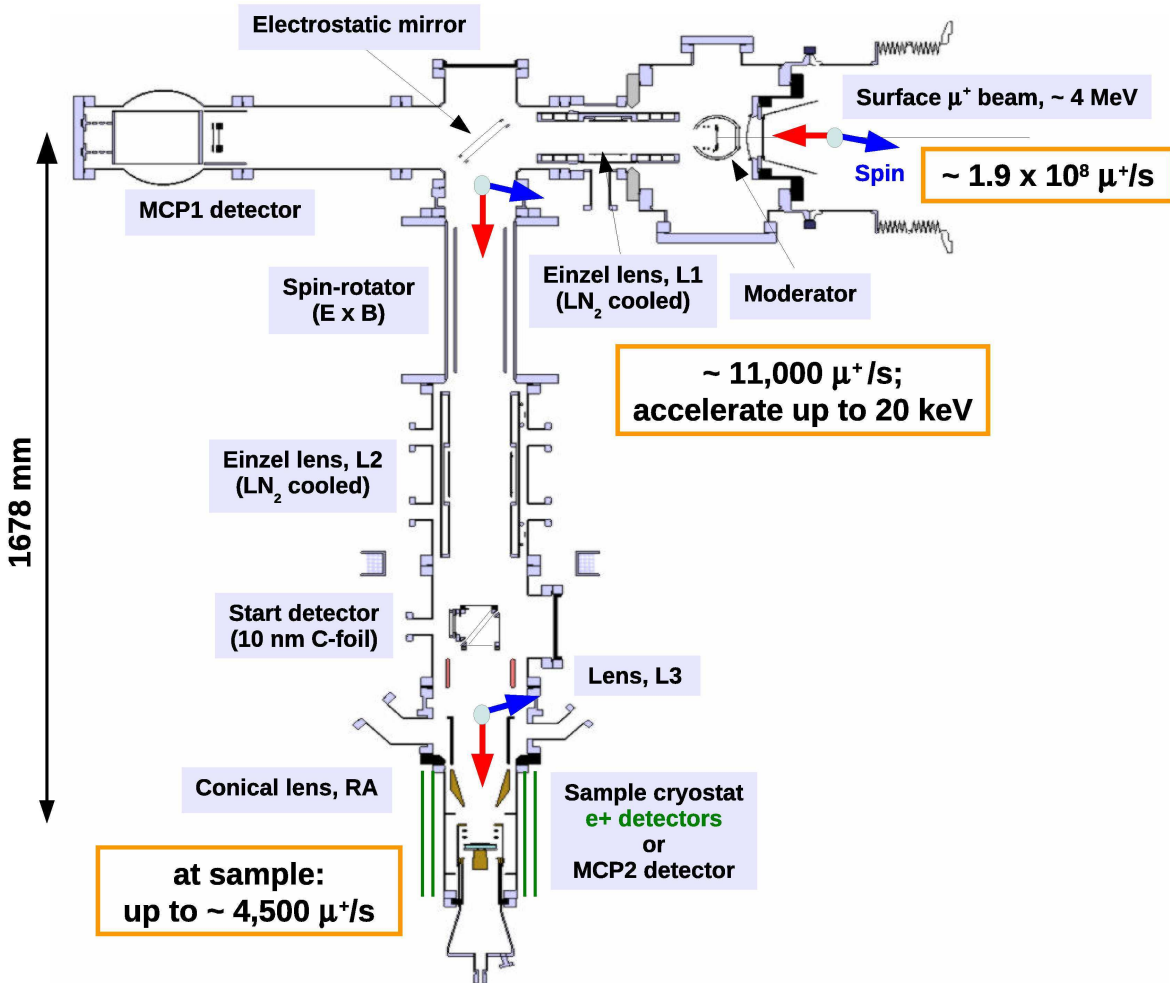 Electrostatic mirror
Surface μ⁺ beam, ~ 4 MeV
Spin
~ 1.9 x 10⁸ μ⁺/s
MCP1 detector
Spin-rotator
(E x B)
Einzel lens, L1
(LN₂ cooled)
Moderator
~ 11,000 μ⁺/s;
accelerate up to 20 keV
1678 mm
Einzel lens, L2
(LN₂ cooled)
Start detector
(10 nm C-foil)
Lens, L3
Conical lens, RA
Sample cryostat
e+ detectors
or
MCP2 detector
at sample:
up to ~ 4,500 μ⁺/s